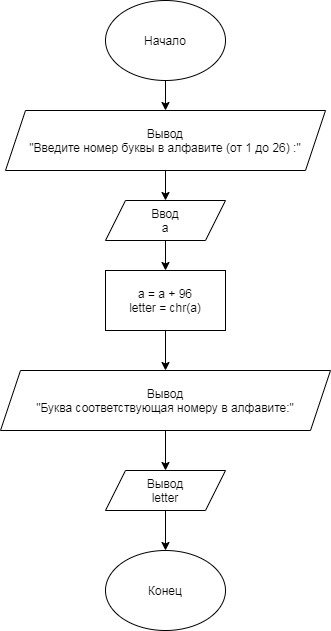 Начало
Вывод
"Введите номер буквы в алфавите (от 1 до 26) :"
Ввод
a
a = a + 96
letter = chr(a)
Вывод
"Буква соответствующая номеру в алфавите:"
Вывод
letter
Конец